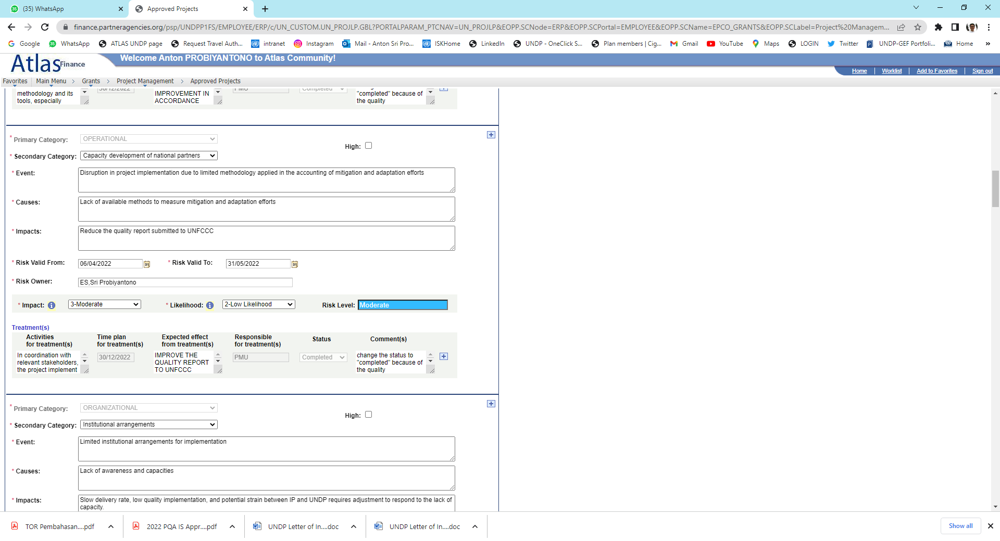 (35) WhatsApp
Approved Projects
finance.partneragencies.org/psp/UNDPP1FS/EMPLOYEE/ERP/c/UN_CUSTOM.UN_PROJLP.GBL?PORTALPARAM_PTCNAV=UN_PROJLP&EOPP.SCNode=ERP&EOPP.SCPortal=EMPLOYEE&EOPP.SCName=EPCO_GRANTS&EOPP.SCLabel=Project%20Managem...
Google WhatsApp ATLAS UNDP page Request Travel Auth... intranet Instagram Mail - Anton Sri Pro... ISKHome LinkedIn UNDP - OneClick S... Plan members | Cig... Gmail YouTube Maps LOGIN Twitter UNDP-GEF Portfoli... Home »
Atlas Finance
Welcome Anton PROBIYANTONO to Atlas Community!
Home Worklist Add to Favorites Sign out
Favorites Main Menu > Grants > Project Management > Approved Projects
30/12/2022 PMU Completed
methodology and its
tools, especially
IMPROVEMENT IN
ACCORDANCE
"completed" because of
the quality
* Primary Category: OPERATIONAL
High:
* Secondary Category: Capacity development of national partners
* Event: Disruption in project implementation due to limited methodology applied in the accounting of mitigation and adaptation efforts
* Causes: Lack of available methods to measure mitigation and adaptation efforts
* Impacts: Reduce the quality report submitted to UNFCCC
* Risk Valid From: 06/04/2022 * Risk Valid To: 31/05/2022
* Risk Owner: ES,Sri Probiyantono
* Impact: 3-Moderate * Likelihood: 2-Low Likelihood Risk Level: Moderate
Treatment(s)
Activities
for treatment(s)
Time plan
for treatment(s)
Expected effect
from treatment(s)
Responsible
for treatment(s)
Status
Comment(s)
In coordination with
relevant stakeholders,
the project implement
30/12/2022
IMPROVE THE
QUALITY REPORT
TO UNFCCC
PMU
Completed
change the status to
"completed" because of
the quality
* Primary Category: ORGANIZATIONAL
High:
* Secondary Category: Institutional arrangements
* Event: Limited institutional arrangements for implementation
* Causes: Lack of awareness and capacities
* Impacts: Slow delivery rate, low quality implementation, and potential strain between IP and UNDP requires adjustment to respond to the lack of
capacity.
TOR Pembahasan....pdf 2022 PQA IS Appr....pdf UNDP Letter of In....doc UNDP Letter of In....doc Show all